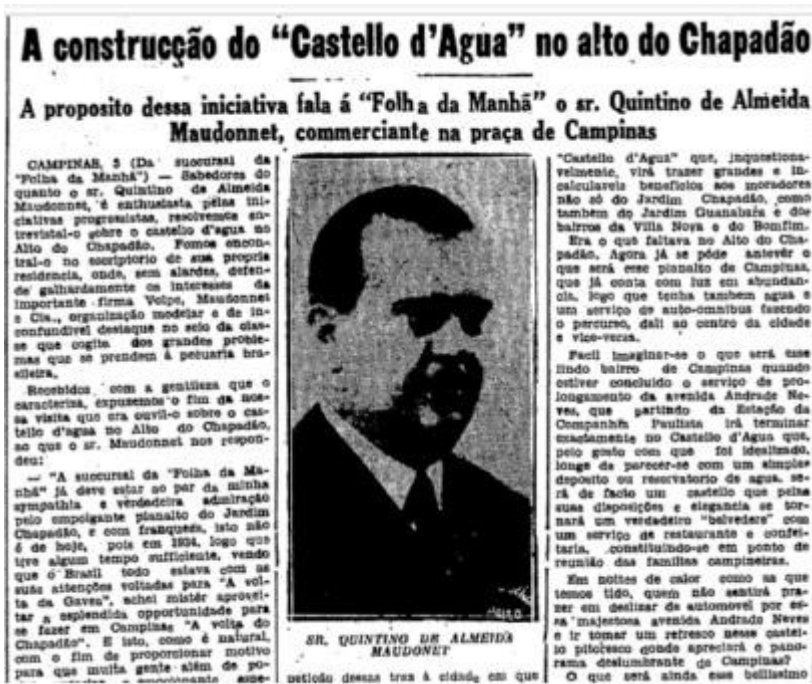 A construcção do "Castello d'Agua" no alto do Chapadão
A proposito dessa iniciativa fala á "Folha da Manhã" o sr. Quintino de Almeida
Maudonnet, commerciante na praça de Campinas
CAMPINAS, 5 (Da succursal da
"Folha da Manhã") — Sabedores do
quanto o sr. Quintino de Almeida
Maudonnet, é enthusiasta pelas ini-
ciativas progressistas, resolvemos en-
trevistal-o sobre o castello d'agua no
Alto do Chapadão. Fomos encon-
tral-o no escriptorio de sua propria
residencia, onde, sem alardes, defen-
de galhardamente os interesses da
importante firma Volpe, Maudonnet
e Cia., organização modelar e de in-
confundivel destaque no seio da clas-
se que cogita dos grandes proble-
mas que se prendem á pecuaria bra-
sileira.
Recebidos com a gentileza que o
caracteriza, expuzemos o fim da nos-
sa visita que era ouvil-o sobre o cas-
tello d'agua no Alto do Chapadão,
ao que o sr. Maudonnet nos respon-
deu:
— "A succursal da "Folha da Ma-
nhã" já deve estar ao par da minha
sympathia e verdadeira admiração
pelo empolgante planalto do Jardim
Chapadão, e com franqueza, isto não
é de hoje, pois em 1934, logo que
tive algum tempo sufficiente, vendo
que o Brasil todo estava com as
suas attenções voltadas para "A vol-
ta da Gavea", achei mistér aprovei-
tar a esplendida opportunidade para
se fazer em Campinas "A volta do
Chapadão". E isto, como é natural,
com o fim de proporcionar motivo
para que muita gente além de po-
SR. QUINTINO DE ALMEIDA
MAUDONET
petição dessas traz á cidade em que
"Castello d'Agua" que, inquestiona-
velmente, virá trazer grandes e in-
calculaveis beneficios aos moradores
não só do Jardim Chapadão, como
também do Jardim Guanabara e dos
bairros da Villa Nova e do Bomfim.
Era o que faltava no Alto do Cha-
padão. Agora já se póde antevêr o
que será esse planalto de Campinas,
que já conta com luz em abundan-
cia, logo que tenha tambem agua e
um serviço de auto-omnibus fazendo
o percurso, dali ao centro da cidade
e vice-versa.
Facil imaginar-se o que será esse
lindo bairro de Campinas quando
estiver concluido o serviço de pro-
longamento da avenida Andrade Ne-
ves, que partindo da Estação da
Companhia Paulista irá terminar
exactamente no Castello d'Agua que,
pelo gosto com que foi idealizado,
longe de parecer-se com um simples
deposito ou reservatorio de agua, se-
rá de facto um castello que pelas
suas disposições e elegancia se tor-
nará um verdadeiro "belvedere" com
um serviço de restaurante e confei-
taria, constituindo-se em ponto de
reunião das familias campineiras.
Em noites de calor como as que
temos tido, quem não sentirá pra-
zer em deslizar de automovel por es-
sa majestosa avenida Andrade Neves
e ir tomar um refresco nesse castel-
lo pitoresco donde apreciará o pano-
rama deslumbrante de Campinas?
O que será ainda esse bellissimo